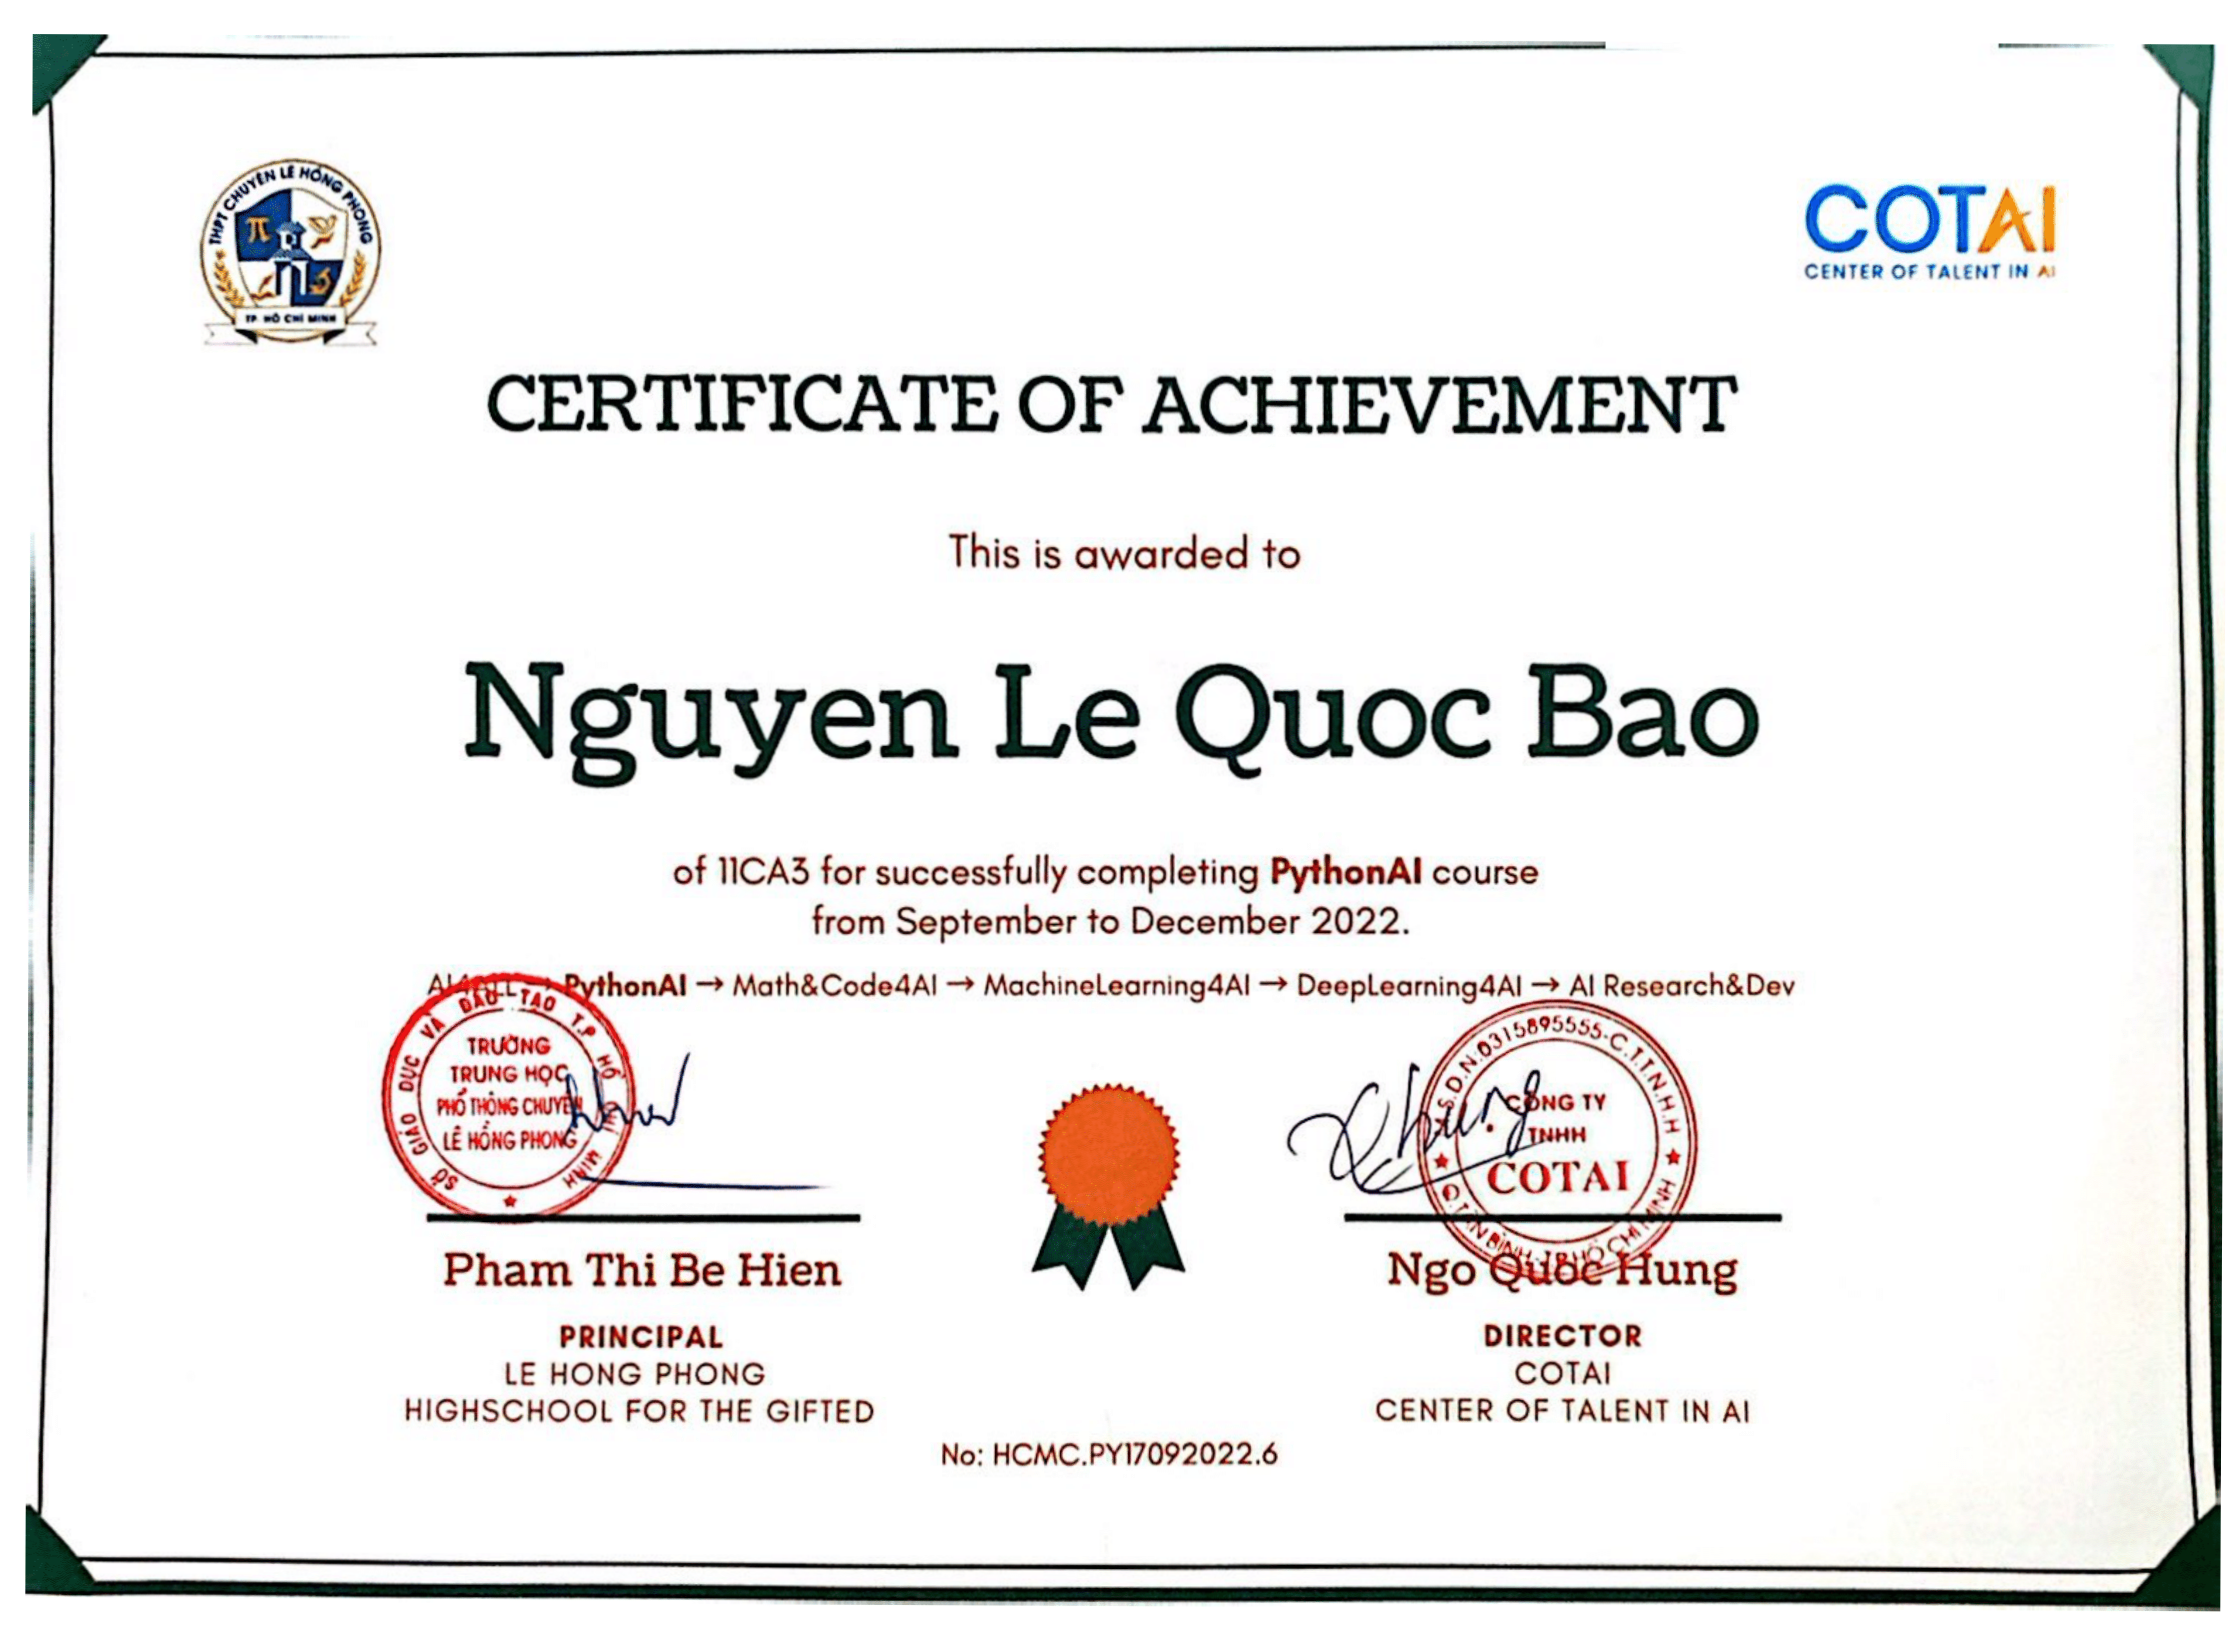 THPT CHUYÊN LÊ HỒNG PHONG
TP. HỒ CHÍ MINH
COTAI
CENTER OF TALENT IN AI
CERTIFICATE OF ACHIEVEMENT
This is awarded to
Nguyen Le Quoc Bao
of 11CA3 for successfully completing PythonAI course
from September to December 2022.
AI4ALL → PythonAI → Math&Code4AI → MachineLearning4AI → DeepLearning4AI → AI Research&Dev
SỞ GIÁO DỤC VÀ ĐÀO TẠO T.P HỒ CHÍ MINH
TRƯỜNG
TRUNG HỌC
PHỔ THÔNG CHUYÊN
LÊ HỒNG PHONG
M.S.D.N:0315895555-C.T.T.N.H.H
CÔNG TY
TNHH
COTAI
Q.TÂN BÌNH-TP.HỒ CHÍ MINH
Pham Thi Be Hien
PRINCIPAL
LE HONG PHONG
HIGHSCHOOL FOR THE GIFTED
Ngo Quoc Hung
DIRECTOR
COTAI
CENTER OF TALENT IN AI
No: HCMC.PY17092022.6